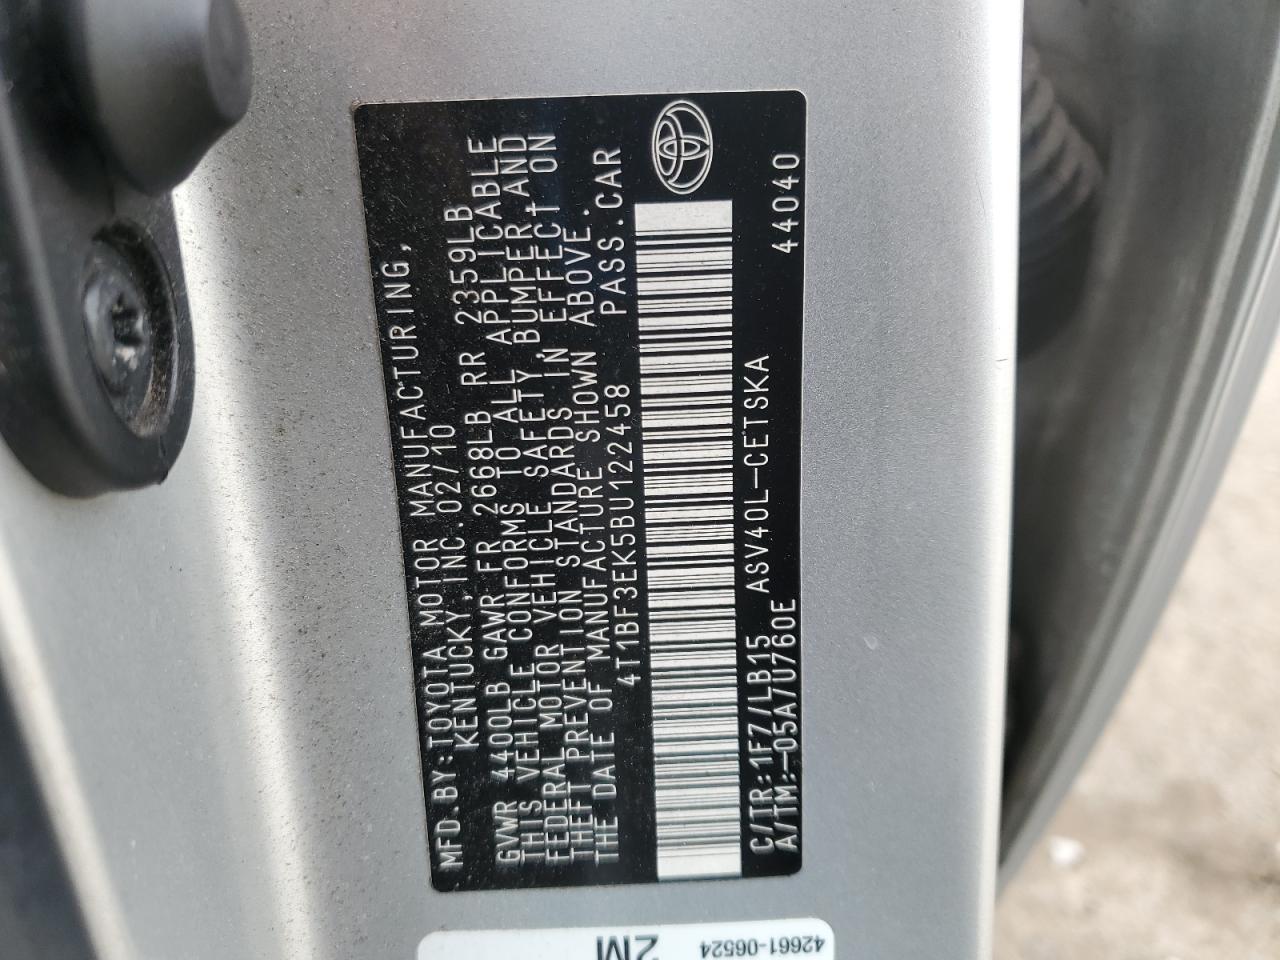 MFD.BY:TOYOTA MOTOR MANUFACTURING,
KENTUCKY,INC.02/10
GVWR 4400LB GAWR FR 2668LB RR 2359LB
THIS VEHICLE CONFORMS TO ALL APPLICABLE
FEDERAL MOTOR VEHICLE SAFETY,BUMPER,AND
THEFT PREVENTION STANDARDS IN EFFECT ON
THE DATE OF MANUFACTURE SHOWN ABOVE.
4T1BF3EK5BU122458 PASS.CAR
C/TR:1F7/LB15 ASV40L-CETSKA
A/TM:-05A/U760E 44040
2M
42661-06524